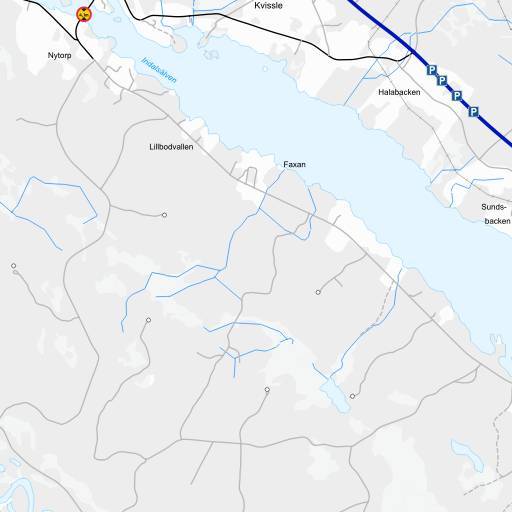 Kvissle
Nytorp
Indalsälven
P
P
Halabacken
P
P
Lillbodvallen
Faxan
Sunds-
backen